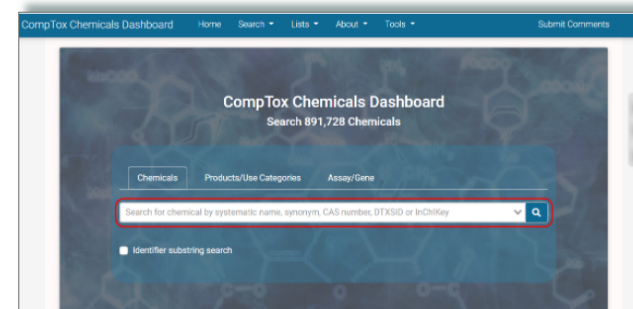 CompTox Chemicals Dashboard Home Search Lists About Tools Submit Comments
CompTox Chemicals Dashboard
Search 891,728 Chemicals
Chemicals Products/Use Categories Assay/Gene
Search for chemical by systematic name, synonym, CAS number, DTXSID or InChIKey
Identifier substring search